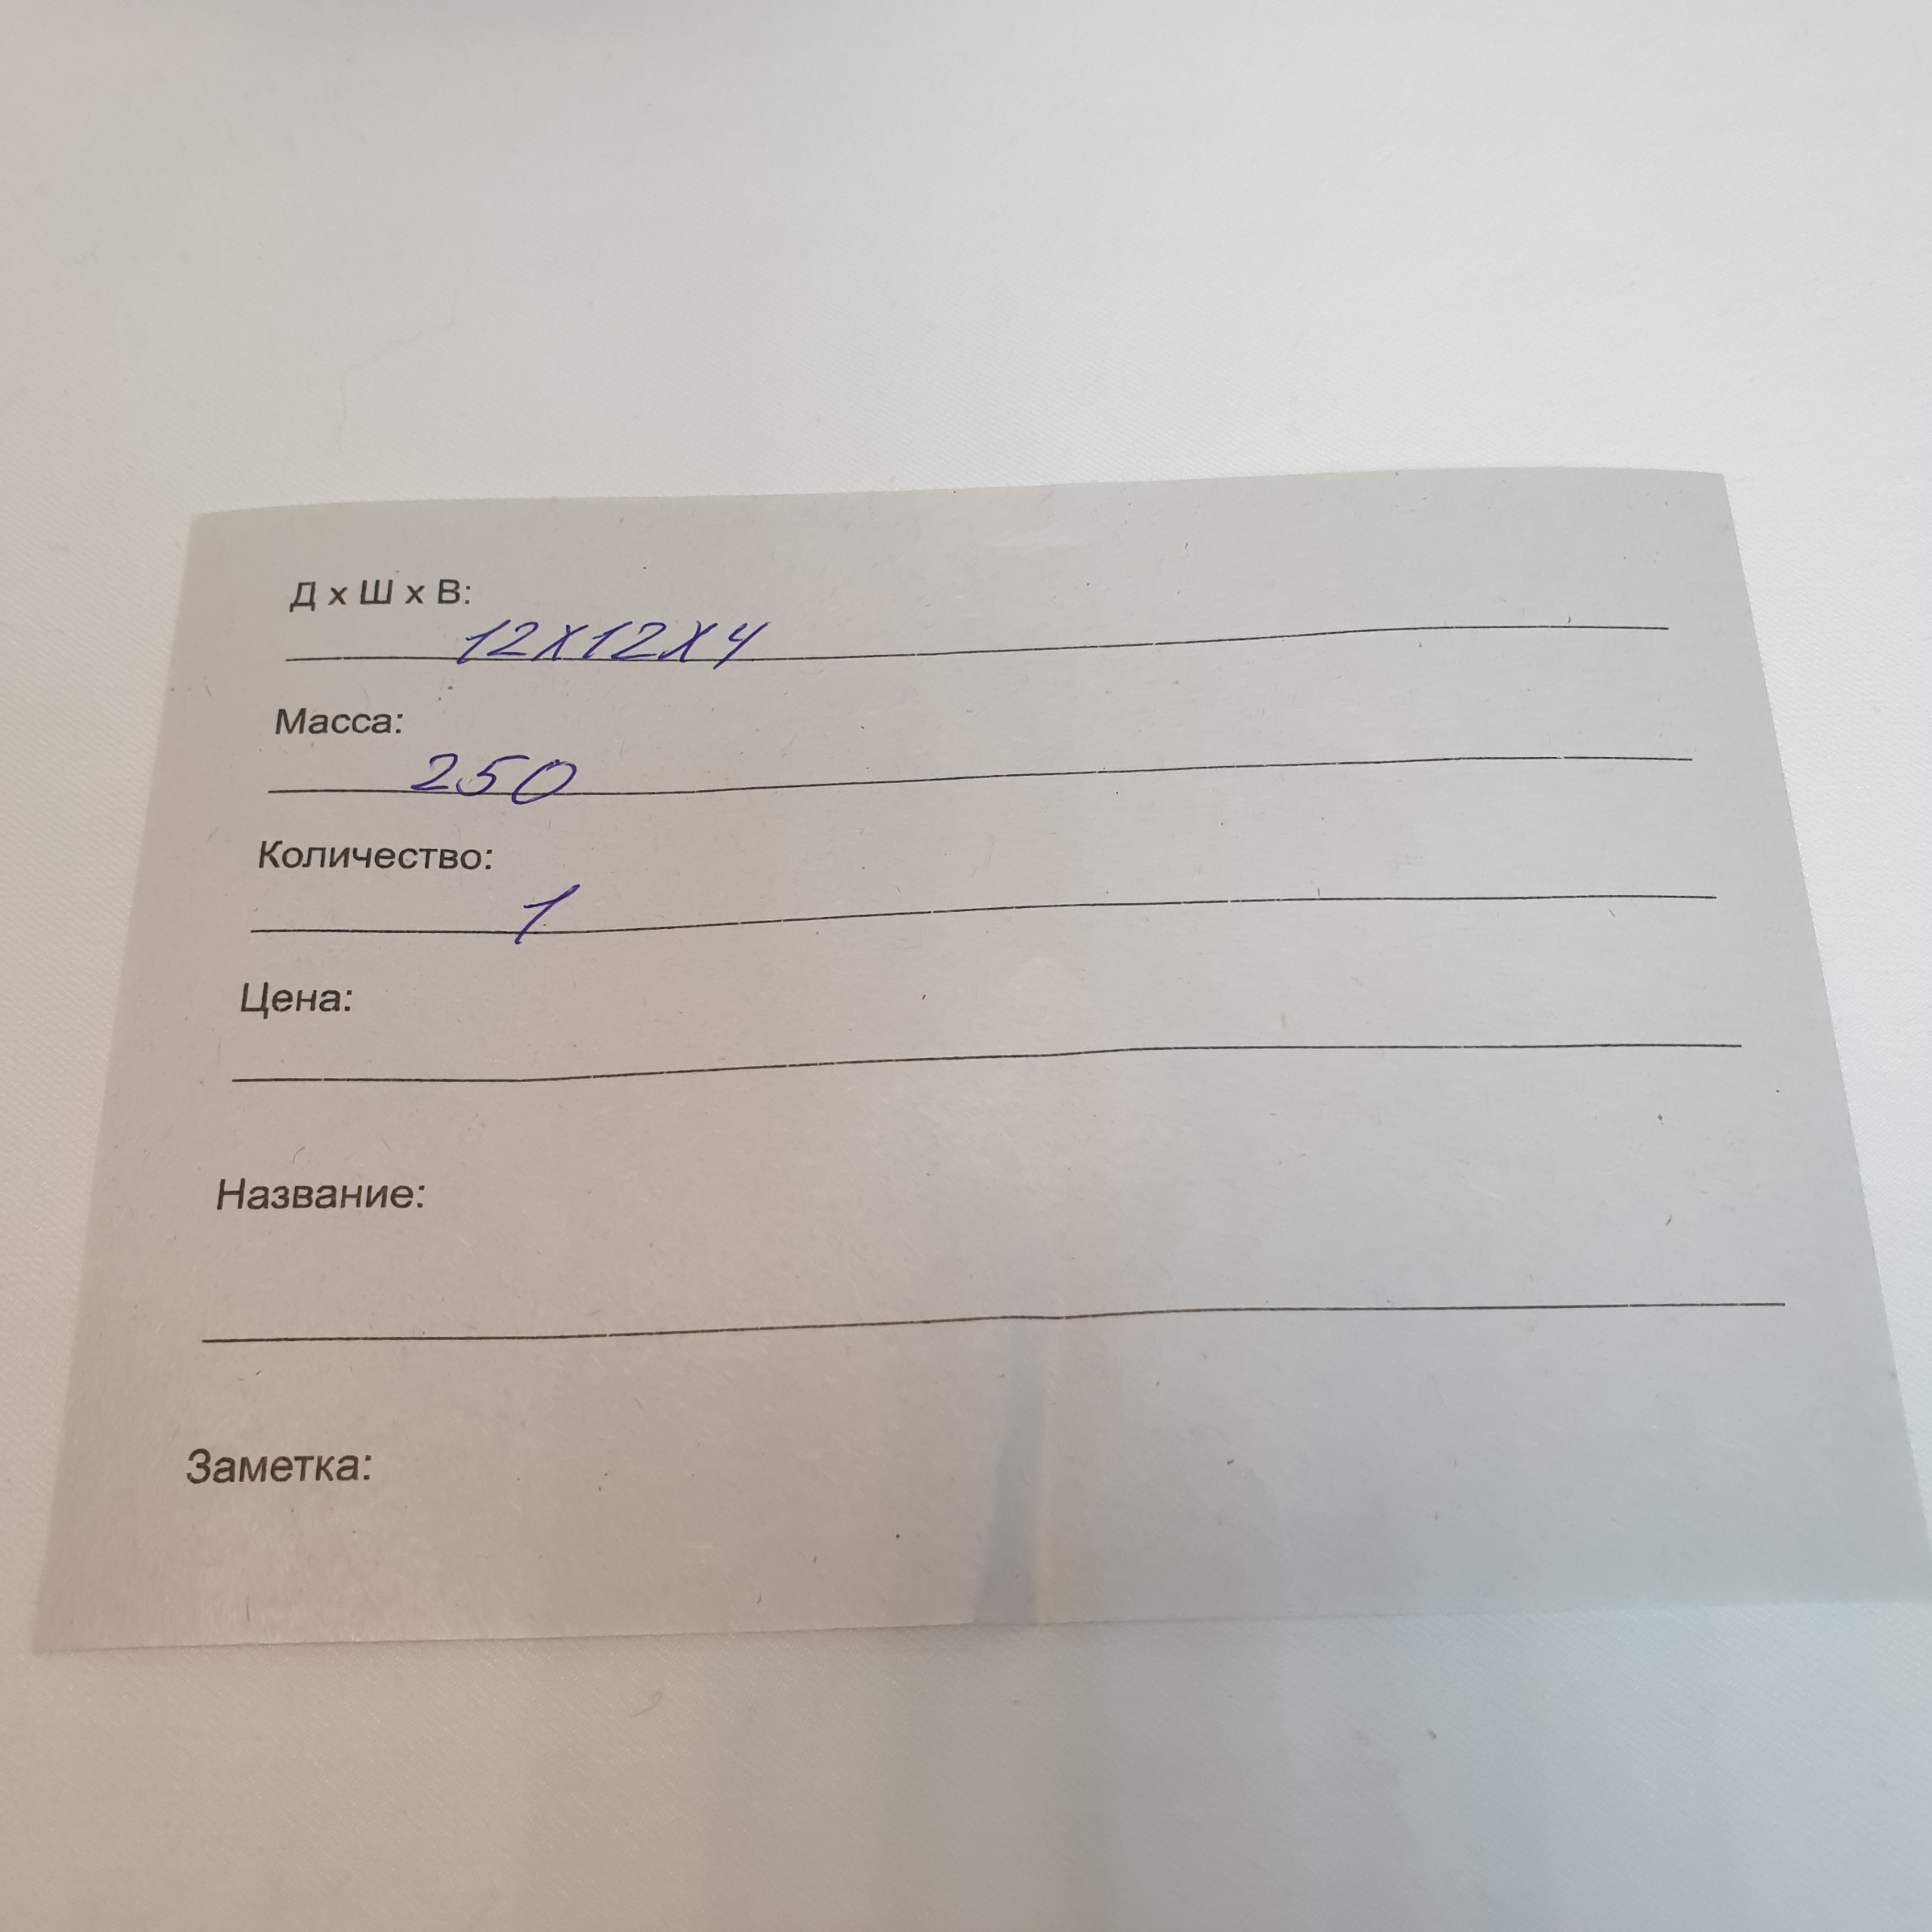 Д х Ш х В:
12х12х4
Масса:
250
Количество:
1
Цена:
Название:
Заметка: